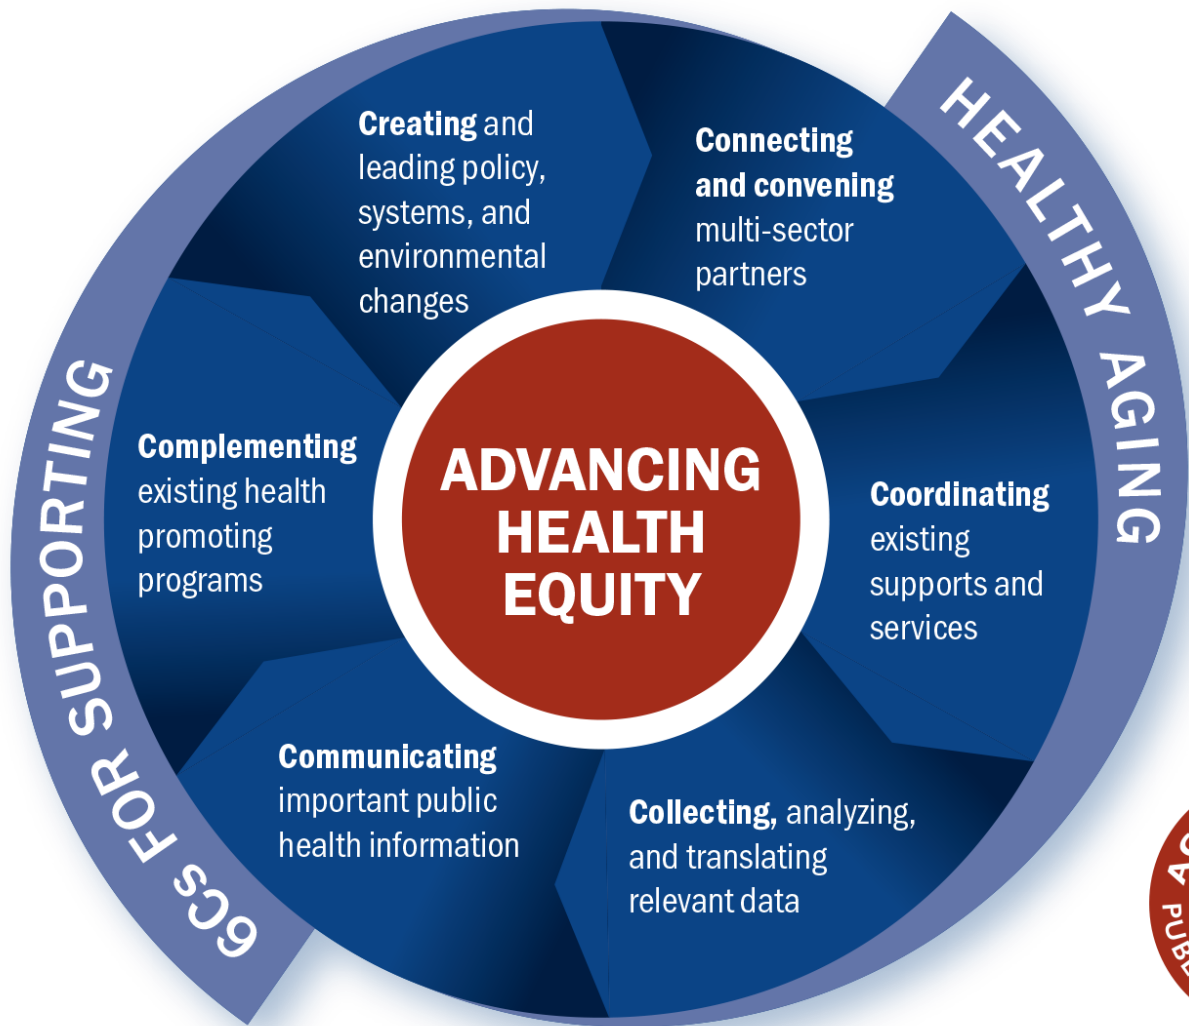 6Cs FOR SUPPORTING
HEALTHY AGING
Creating and
leading policy,
systems, and
environmental
changes
Connecting
and convening
multi-sector
partners
Coordinating
existing
supports and
services
Collecting, analyzing,
and translating
relevant data
Communicating
important public
health information
Complementing
existing health
promoting
programs
ADVANCING
HEALTH
EQUITY